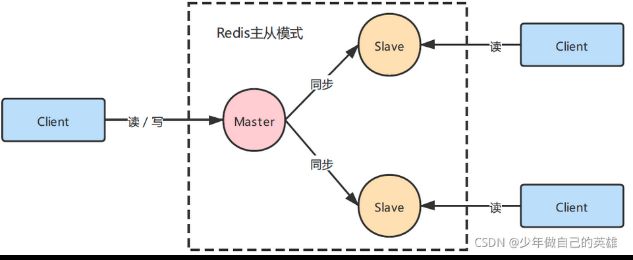 Redis主从模式
Slave
读
Client
同步
Client
读 / 写
Master
同步
Slave
读
Client
CSDN @少年做自己的英雄